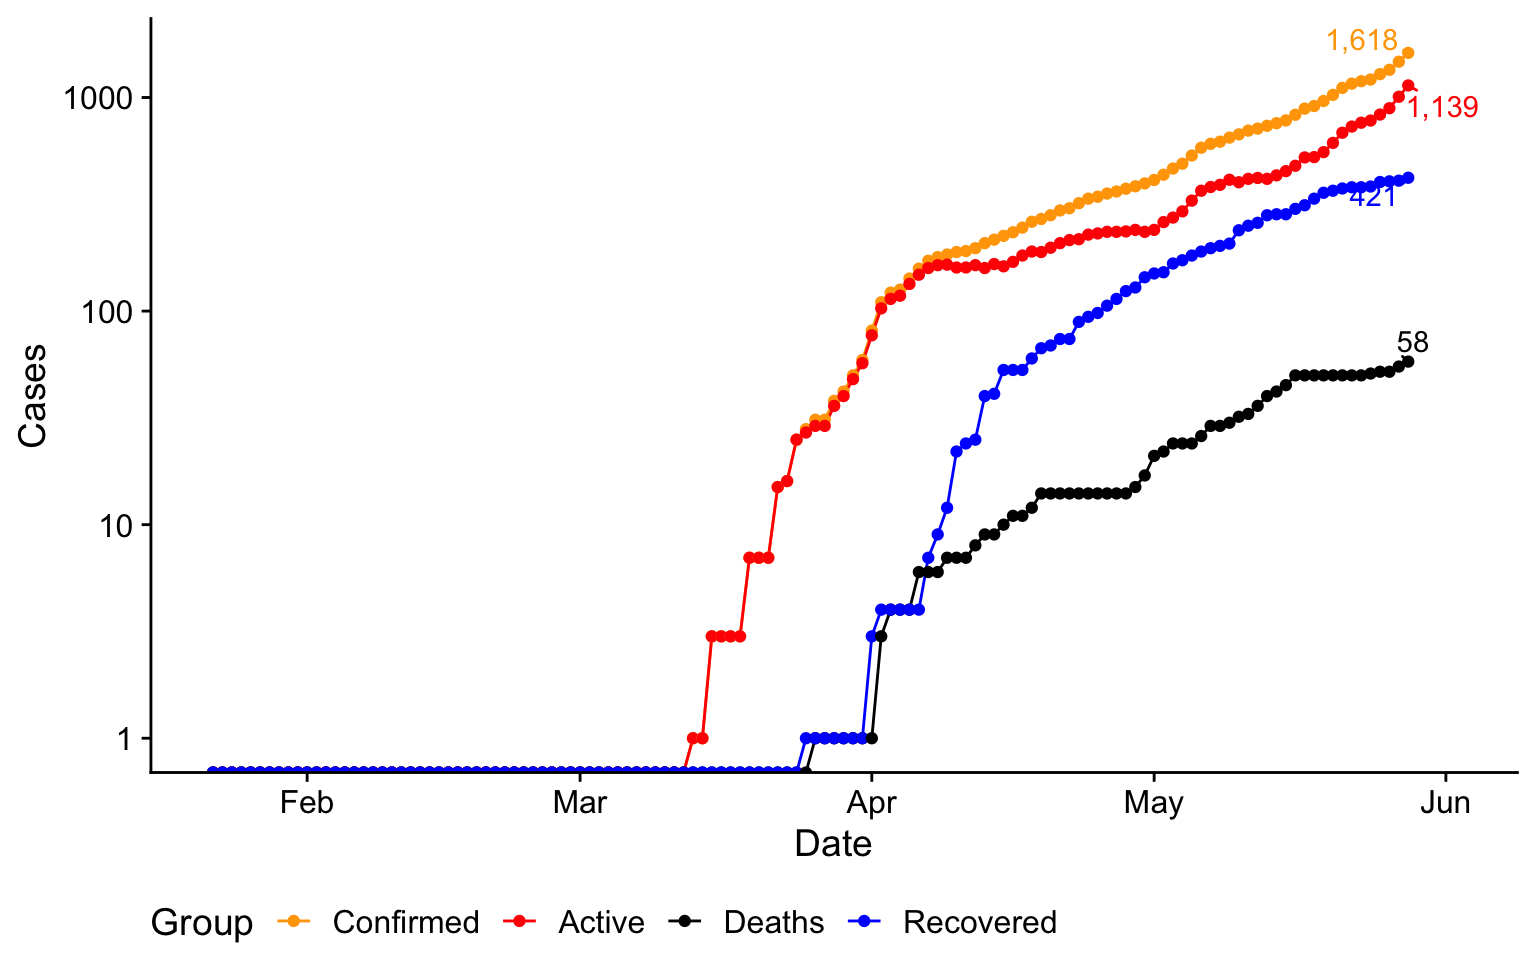 1,618
1000
1,139
421
100
58
Cases
10
1
Feb Mar Apr May Jun
Date
Group Confirmed Active Deaths Recovered